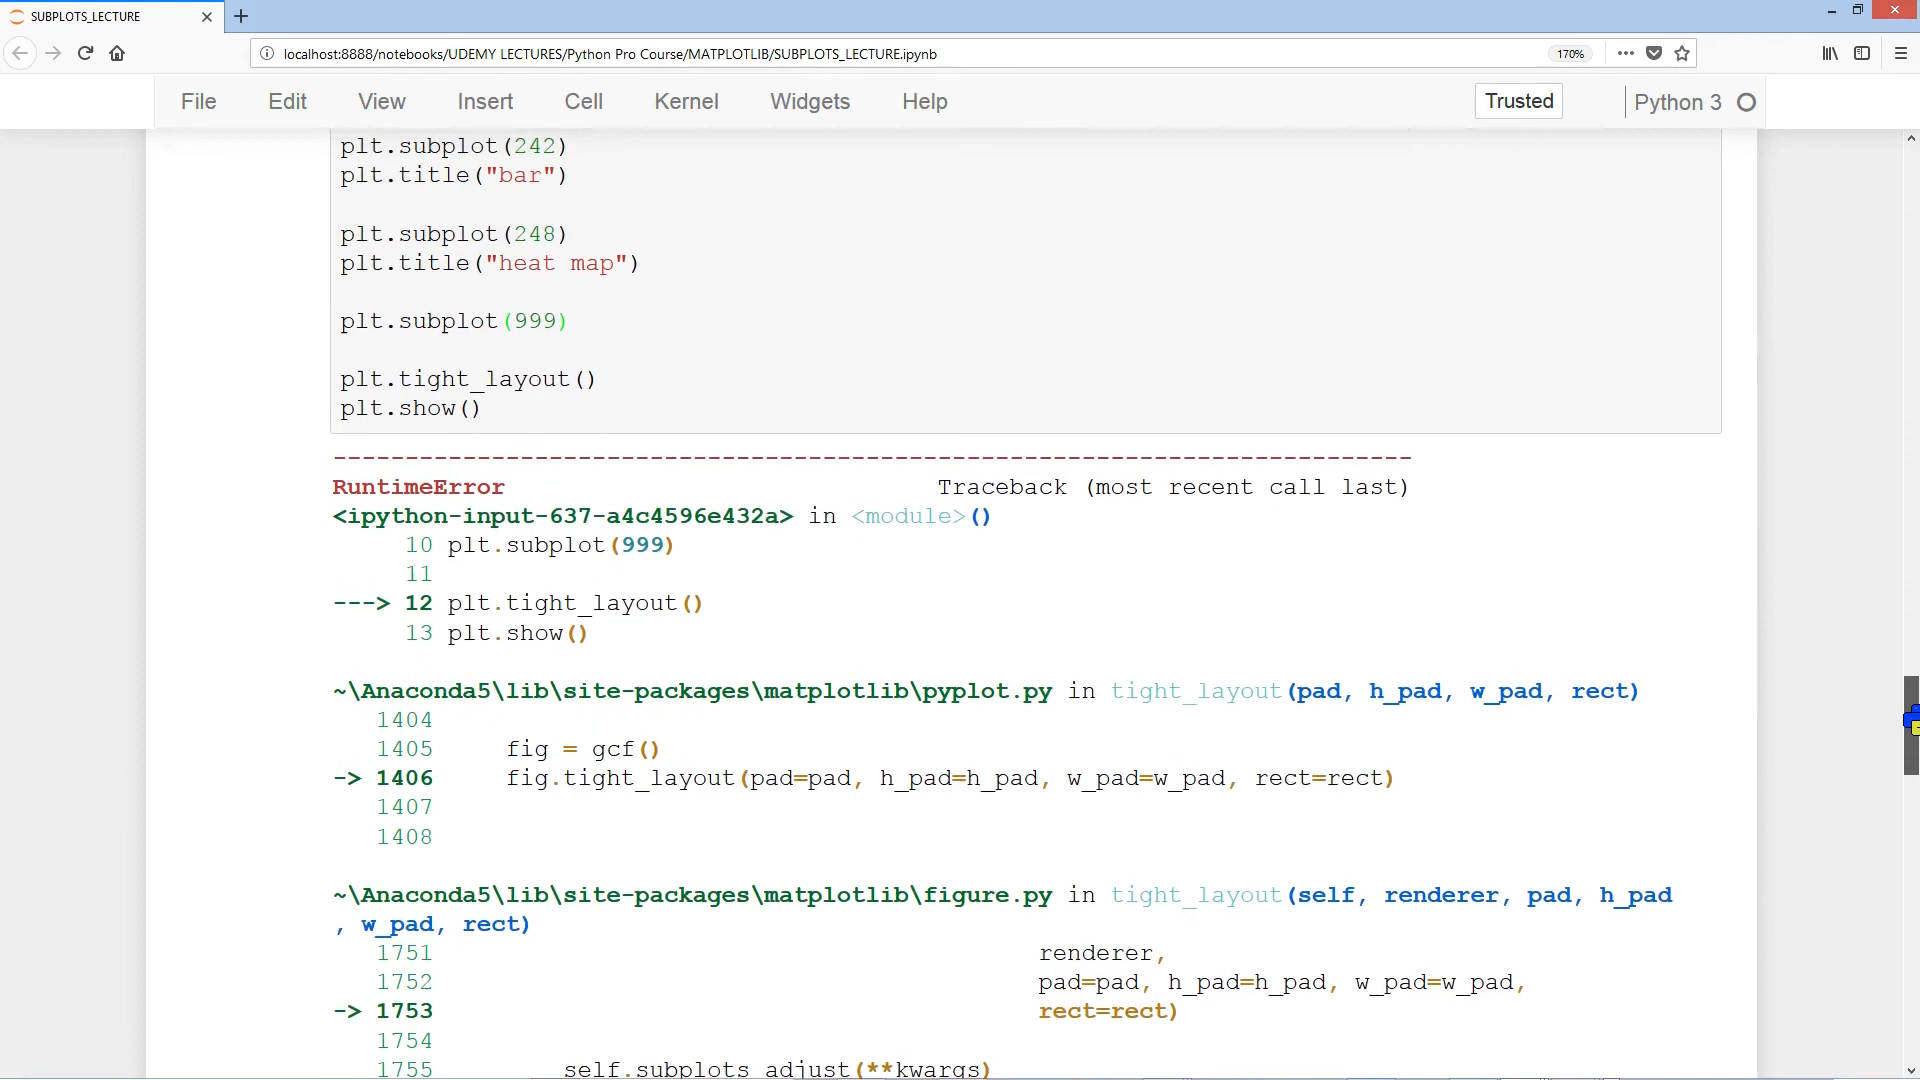 SUBPLOTS_LECTURE
localhost:8888/notebooks/UDEMY LECTURES/Python Pro Course/MATPLOTLIB/SUBPLOTS_LECTURE.ipynb
170%
File Edit View Insert Cell Kernel Widgets Help Trusted Python 3
plt.subplot(242)
plt.title("bar")
plt.subplot(248)
plt.title("heat map")
plt.subplot(999)
plt.tight_layout()
plt.show()
---------------------------------------------------------------------------
RuntimeError Traceback (most recent call last)
<ipython-input-637-a4c4596e432a> in <module>()
10 plt.subplot(999)
11
---> 12 plt.tight_layout()
13 plt.show()
~\Anaconda5\lib\site-packages\matplotlib\pyplot.py in tight_layout(pad, h_pad, w_pad, rect)
1404
1405 fig = gcf()
-> 1406 fig.tight_layout(pad=pad, h_pad=h_pad, w_pad=w_pad, rect=rect)
1407
1408
~\Anaconda5\lib\site-packages\matplotlib\figure.py in tight_layout(self, renderer, pad, h_pad
, w_pad, rect)
1751 renderer,
1752 pad=pad, h_pad=h_pad, w_pad=w_pad,
-> 1753 rect=rect)
1754
1755 self.subplots_adjust(**kwargs)